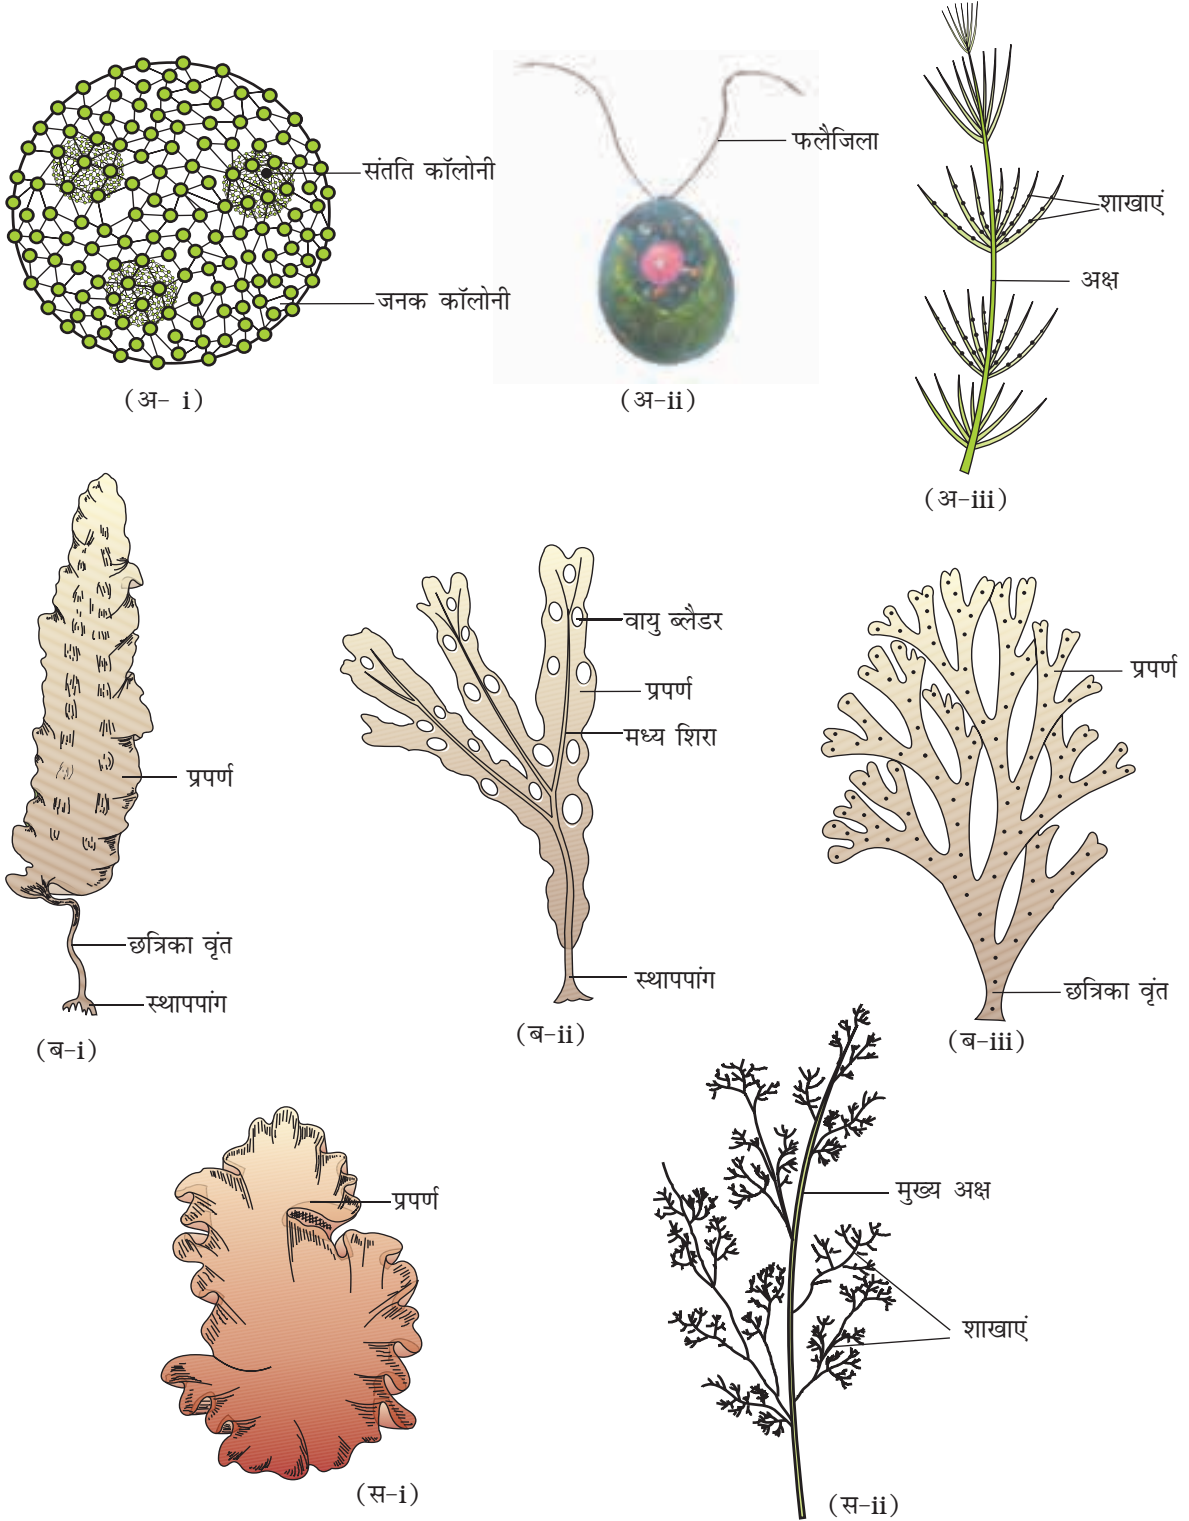 संतति कॉलोनी
जनक कॉलोनी
(अ- i)
फ्लैजिला
(अ-ii)
शाखाएं
अक्ष
(अ-iii)
प्रपर्ण
छत्रिका वृंत
स्थापपांग
(ब-i)
वायु ब्लैडर
प्रपर्ण
मध्य शिरा
स्थापपांग
(ब-ii)
प्रपर्ण
छत्रिका वृंत
(ब-iii)
प्रपर्ण
(स-i)
मुख्य अक्ष
शाखाएं
(स-ii)